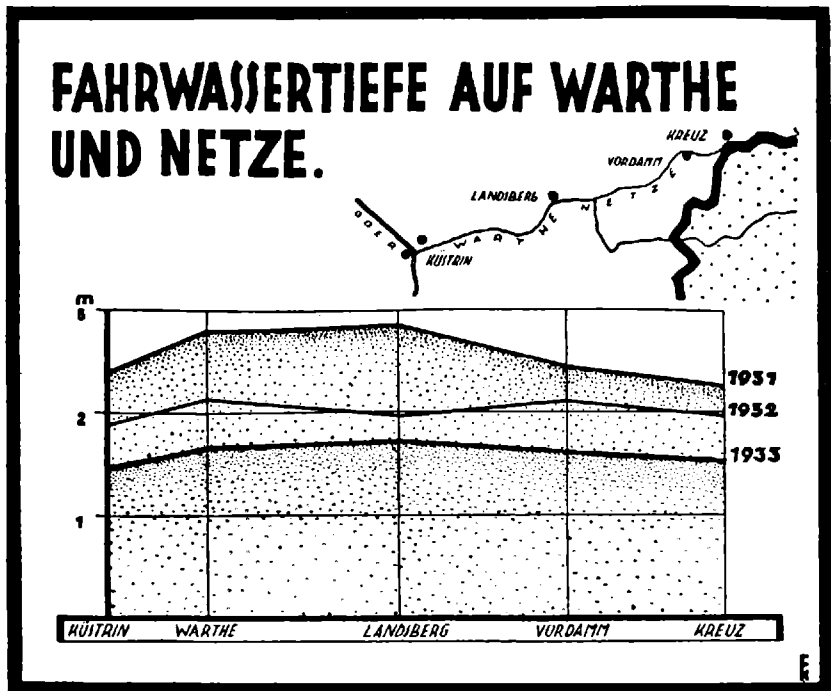 FAHRWASSERTIEFE AUF WARTHE
UND NETZE.
KREUZ
VORDAMM
LANDSBERG
NETZE
ODER
WARTHE
KÜSTRIN
m
3
1931
1932
2
1933
1
KÜSTRIN WARTHE LANDSBERG VORDAMM KREUZ